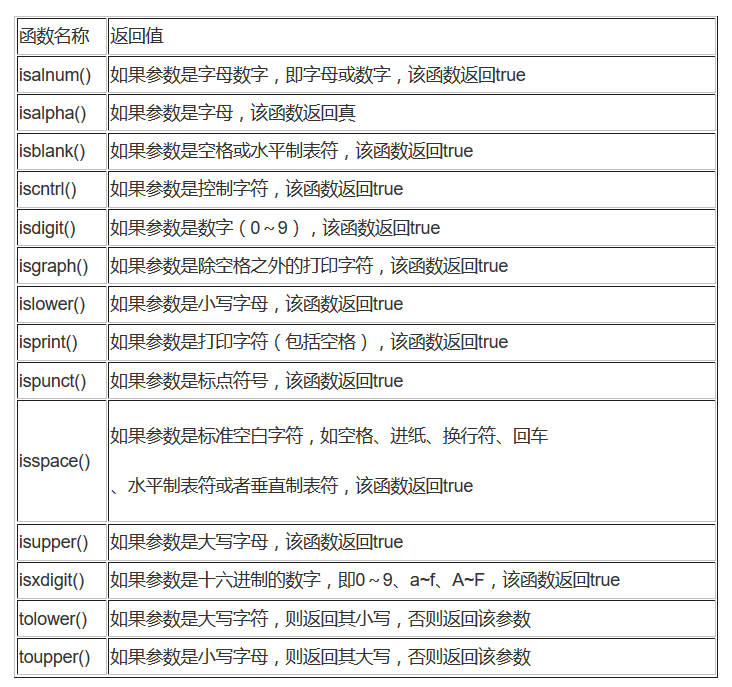 函数名称 返回值
isalnum() 如果参数是字母数字，即字母或数字，该函数返回true
isalpha() 如果参数是字母，该函数返回真
isblank() 如果参数是空格或水平制表符，该函数返回true
iscntrl() 如果参数是控制字符，该函数返回true
isdigit() 如果参数是数字（0～9），该函数返回true
isgraph() 如果参数是除空格之外的打印字符，该函数返回true
islower() 如果参数是小写字母，该函数返回true
isprint() 如果参数是打印字符（包括空格），该函数返回true
ispunct() 如果参数是标点符号，该函数返回true
isspace() 如果参数是标准空白字符，如空格、进纸、换行符、回车
、水平制表符或者垂直制表符，该函数返回true
isupper() 如果参数是大写字母，该函数返回true
isxdigit() 如果参数是十六进制的数字，即0～9、a~f、A~F，该函数返回true
tolower() 如果参数是大写字符，则返回其小写，否则返回该参数
toupper() 如果参数是小写字母，则返回其大写，否则返回该参数